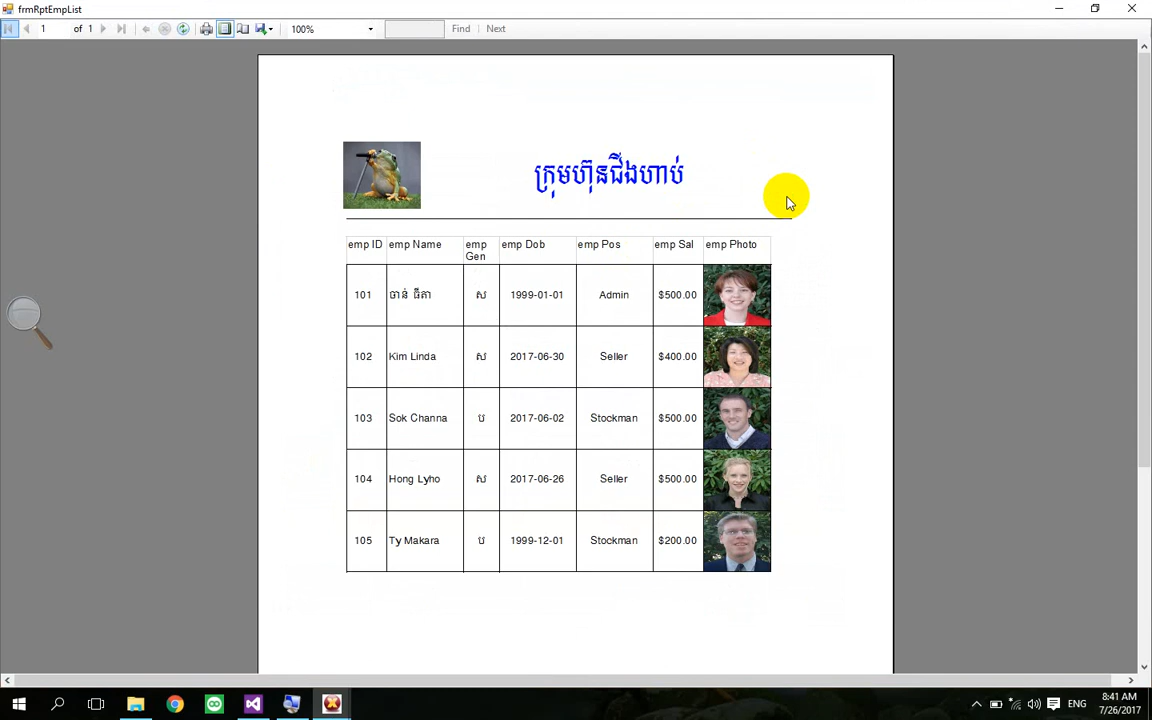 frmRptEmpList
1 of 1 100% Find Next
ក្រុមហ៊ុនជីងហាប់
emp ID emp Name emp Gen emp Dob emp Pos emp Sal emp Photo
101 ចាន់ ធីតា ស 1999-01-01 Admin $500.00
102 Kim Linda ស 2017-06-30 Seller $400.00
103 Sok Channa ប 2017-06-02 Stockman $500.00
104 Hong Lyho ស 2017-06-26 Seller $500.00
105 Ty Makara ប 1999-12-01 Stockman $200.00
ENG
8:41 AM
7/26/2017